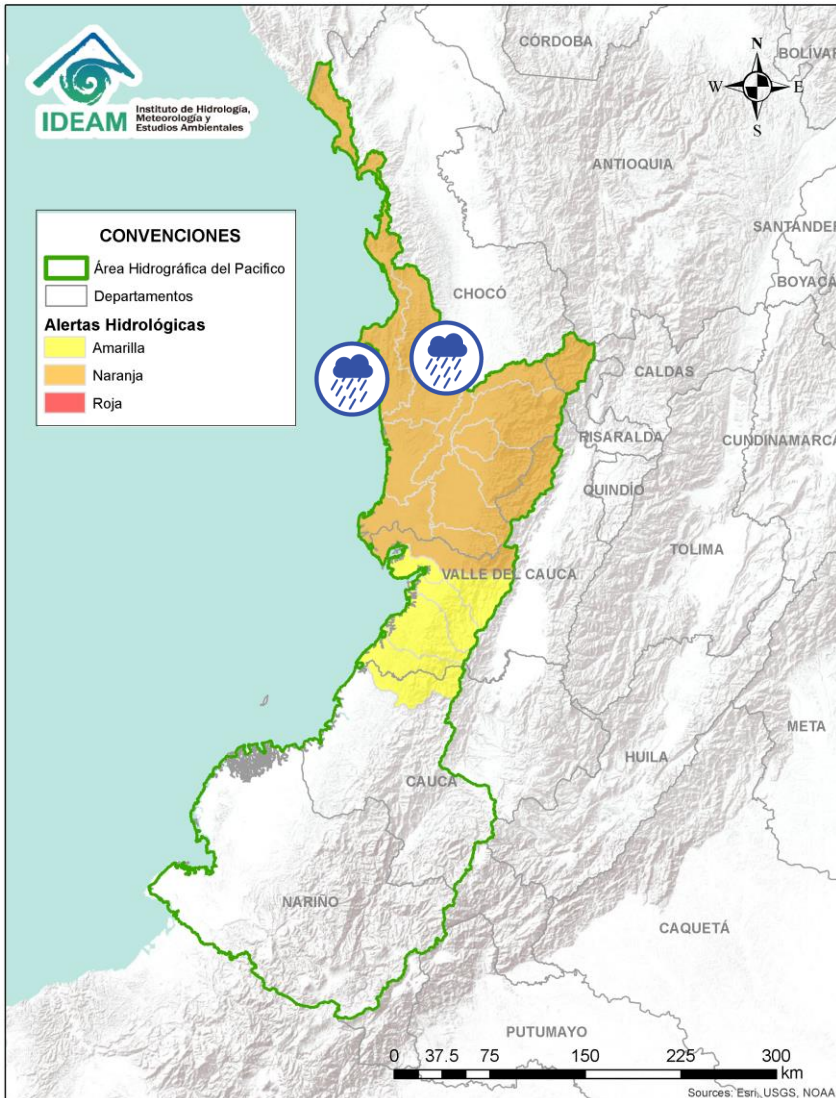 IDEAM
Instituto de Hidrología,
Meteorología y
Estudios Ambientales
CÓRDOBA
BOLÍVAR
N
W
E
S
ANTIOQUIA
SANTANDER
BOYACÁ
CONVENCIONES
Área Hidrográfica del Pacifico
Departamentos
Alertas Hidrológicas
Amarilla
Naranja
Roja
CHOCÓ
CALDAS
RISARALDA
CUNDINAMARCA
QUINDÍO
TOLIMA
VALLE DEL CAUCA
META
HUILA
CAUCA
NARIÑO
CAQUETÁ
PUTUMAYO
0 37.5 75 150 225 300
km
Sources: Esri, USGS, NOAA